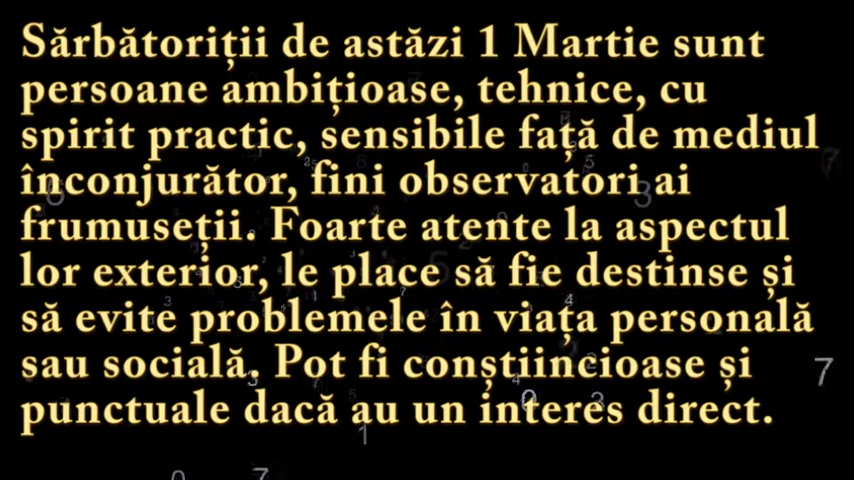 Sărbătoriții de astăzi 1 Martie sunt
persoane ambițioase, tehnice, cu
spirit practic, sensibile față de mediul
înconjurător, fini observatori ai
frumuseții. Foarte atente la aspectul
lor exterior, le place să fie destinse și
să evite problemele în viața personală
sau socială. Pot fi conștiincioase și
punctuale dacă au un interes direct.